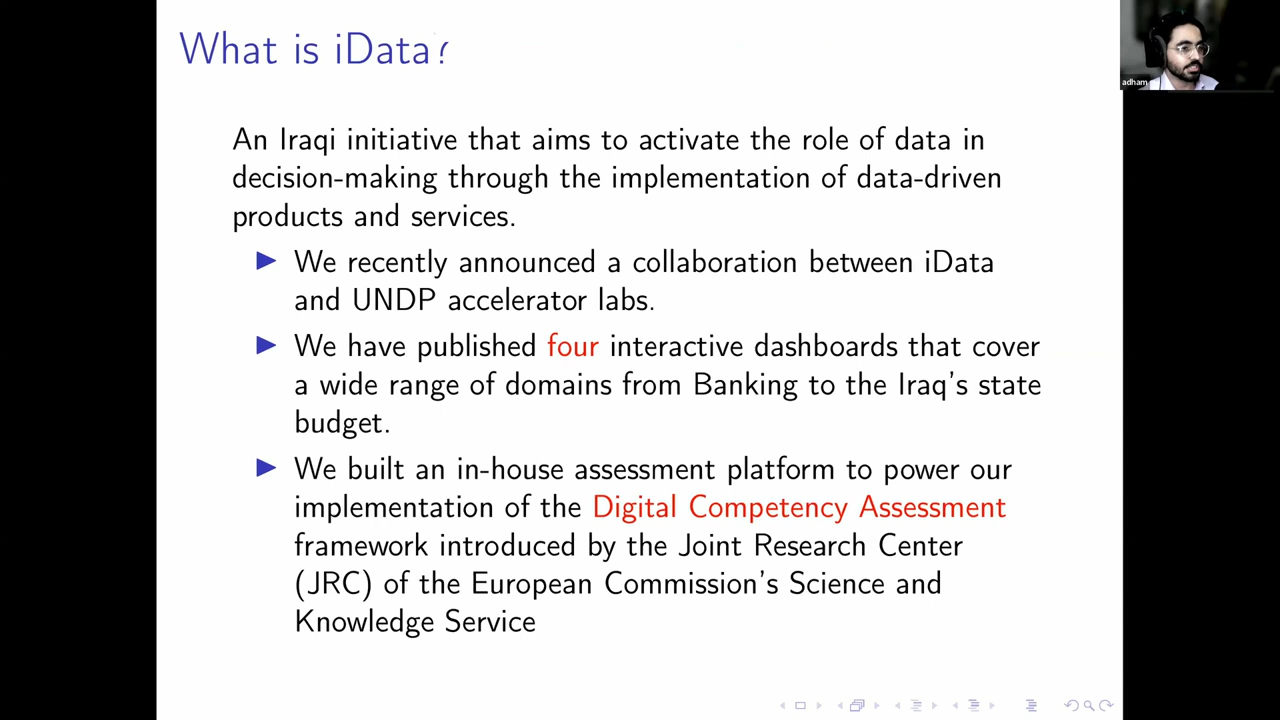 What is iData?
An Iraqi initiative that aims to activate the role of data in
decision-making through the implementation of data-driven
products and services.
We recently announced a collaboration between iData
and UNDP accelerator labs.
We have published four interactive dashboards that cover
a wide range of domains from Banking to the Iraq's state
budget.
We built an in-house assessment platform to power our
implementation of the Digital Competency Assessment
framework introduced by the Joint Research Center
(JRC) of the European Commission's Science and
Knowledge Service
adham